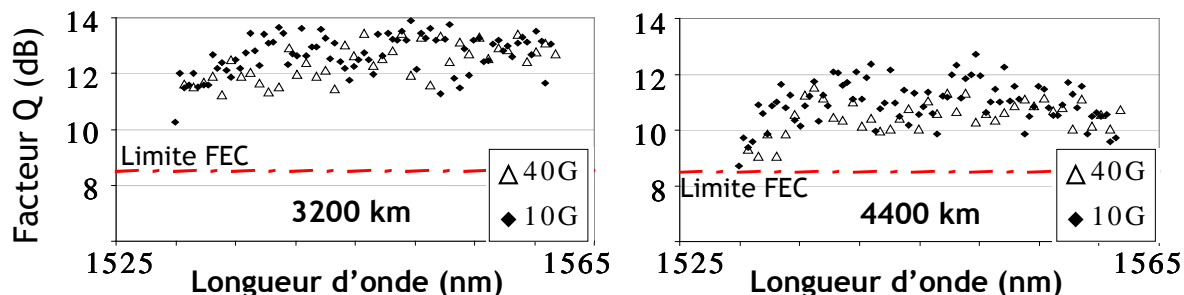 Facteur Q (dB)
14
12
10
8
Limite FEC
40G
10G
3200 km
1525
1565
Longueur d'onde (nm)
14
12
10
8
Limite FEC
40G
10G
4400 km
1525
1565
Longueur d'onde (nm)